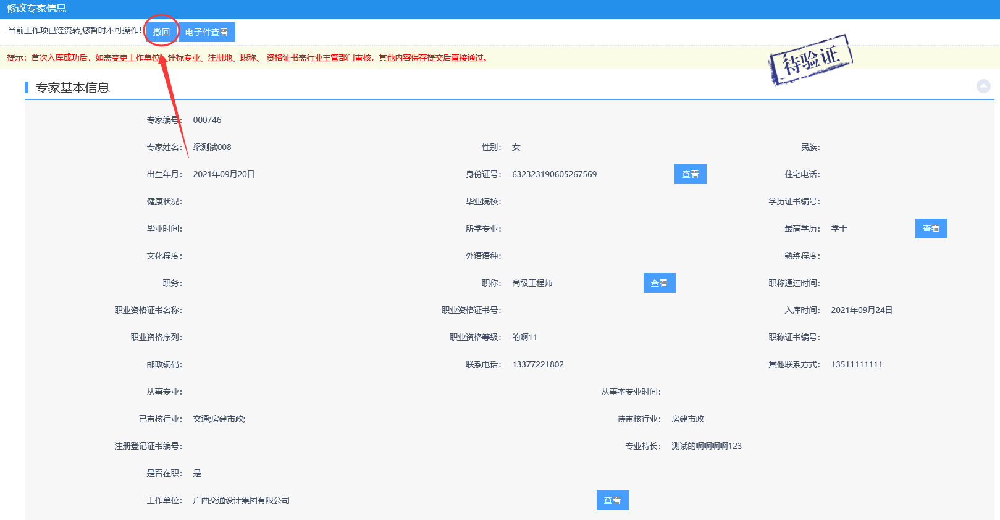 修改专家信息
当前工作项已经流转,您暂时不可操作! 撤回 电子件查看
提示：首次入库成功后，如需变更工作单位、评标专业、注册地、职称、 资格证书需行业主管部门审核，其他内容保存提交后直接通过。
待验证
专家基本信息
专家编号： 000746
专家姓名： 梁测试008 性别： 女 民族：
出生年月： 2021年09月20日 身份证号： 632323190605267569 查看 住宅电话：
健康状况： 毕业院校： 学历证书编号：
毕业时间： 所学专业： 最高学历： 学士 查看
文化程度： 外语语种： 熟练程度：
职务： 职称： 高级工程师 查看 职称通过时间：
职业资格证书名称： 职业资格证书号： 入库时间： 2021年09月24日
职业资格序列： 职业资格等级： 的啊11 职称证书编号：
邮政编码： 联系电话： 13377221802 其他联系方式： 13511111111
从事专业： 从事本专业时间：
已审核行业： 交通;房建市政; 待审核行业： 房建市政
注册登记证书编号： 专业特长： 测试的啊啊啊啊123
是否在职： 是
工作单位： 广西交通设计集团有限公司 查看